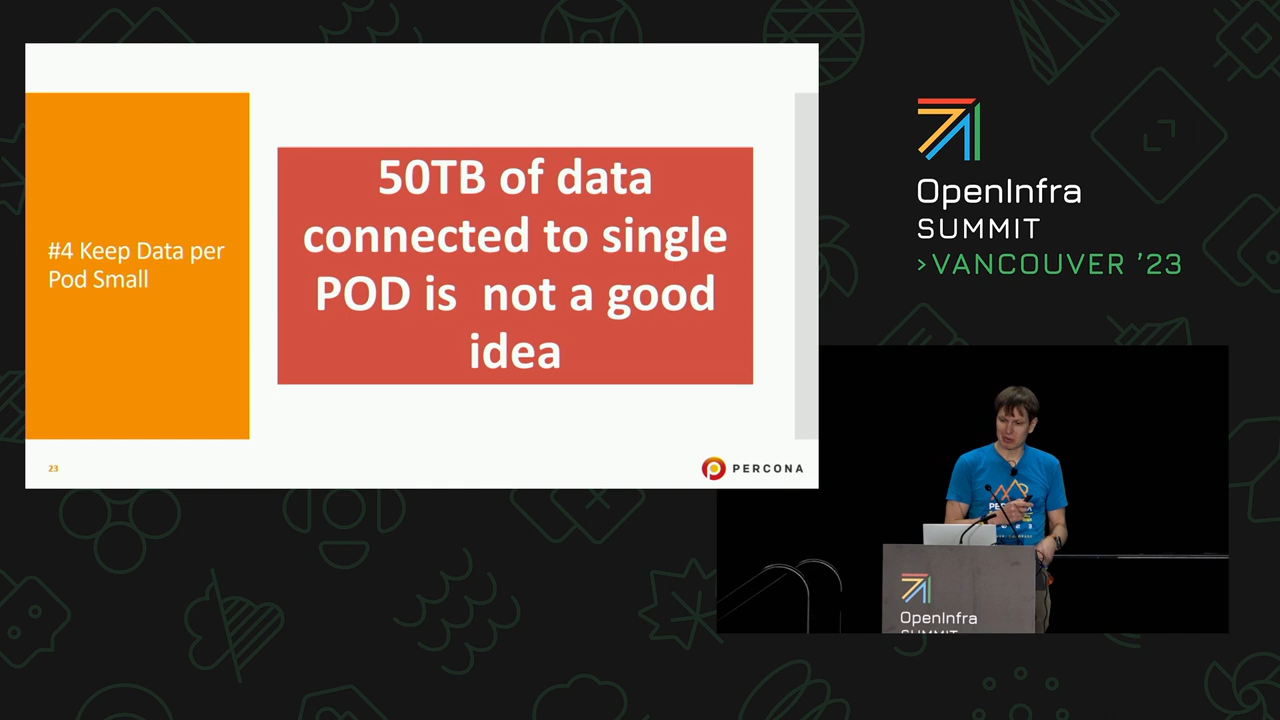 #4 Keep Data per
Pod Small
50TB of data
connected to single
POD is  not a good
idea
23
PERCONA
OpenInfra
SUMMIT
>VANCOUVER '23
OpenInfra